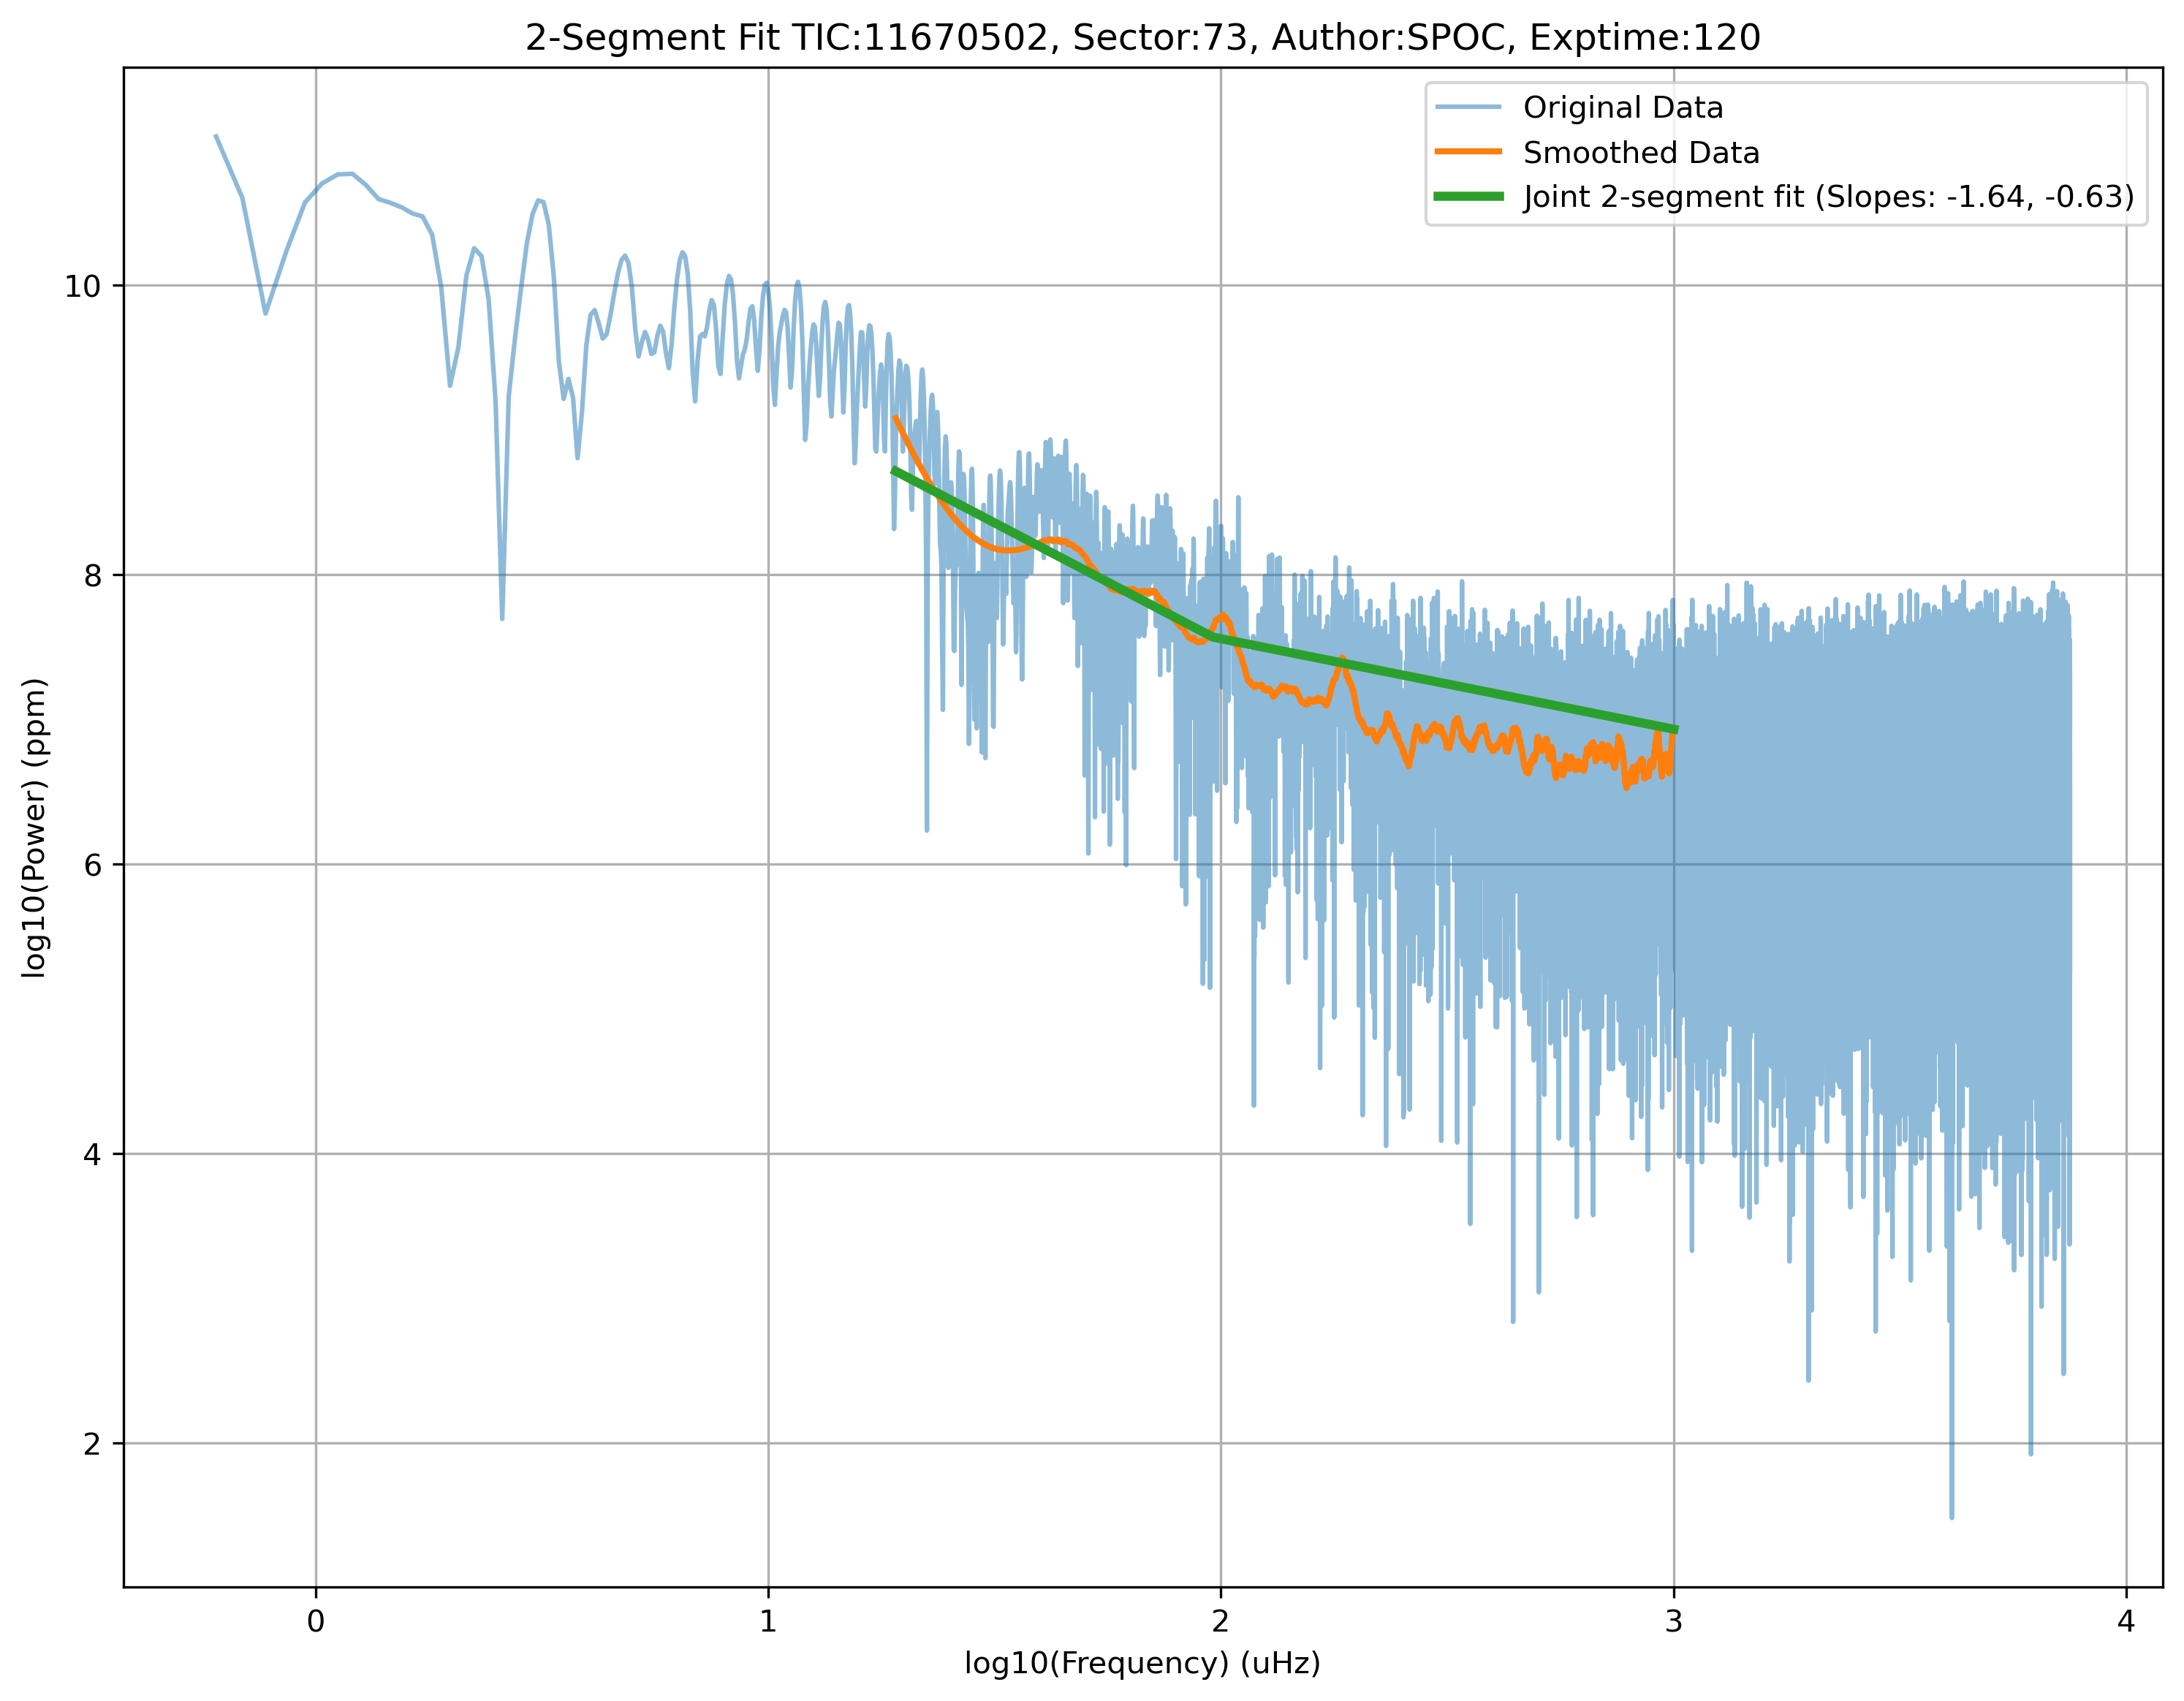 2-Segment Fit TIC:11670502, Sector:73, Author:SPOC, Exptime:120
Original Data
Smoothed Data
Joint 2-segment fit (Slopes: -1.64, -0.63)
log10(Power) (ppm)
10
8
6
4
2
0 1 2 3 4
log10(Frequency) (uHz)